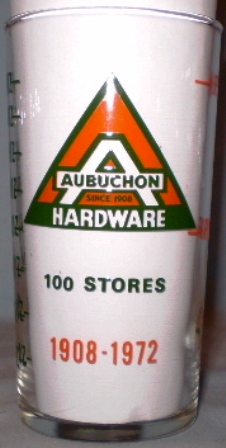 A
AUBUCHON
SINCE 1908
HARDWARE
100 STORES
1908-1972